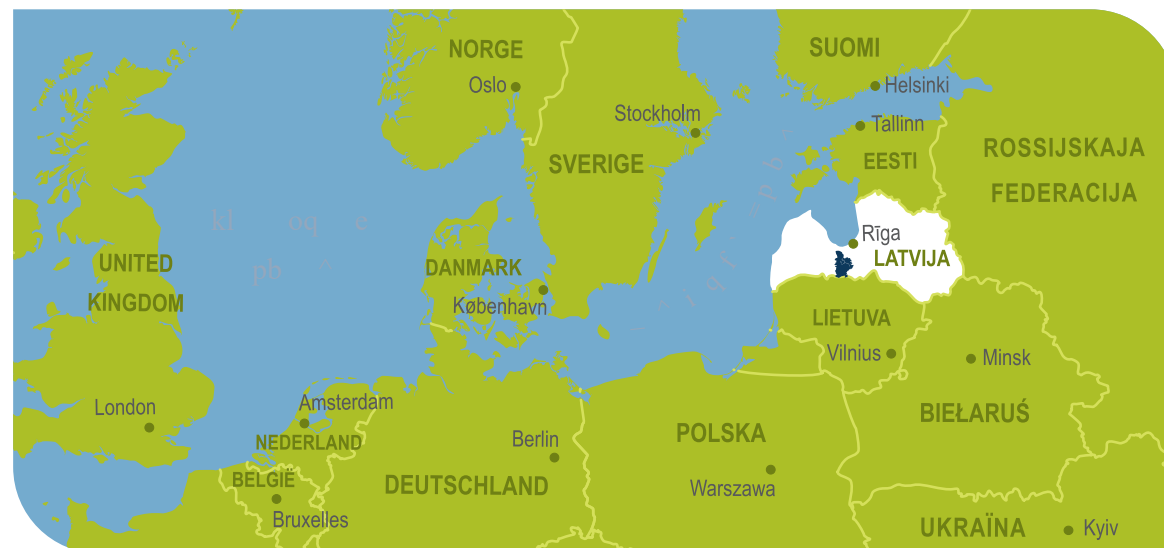 NORGE
SUOMI
Oslo
Helsinki
Stockholm
Tallinn
SVERIGE
EESTI
ROSSIJSKAJA
FEDERACIJA
Rīga
UNITED
KINGDOM
DANMARK
LATVIJA
København
LIETUVA
Vilnius
Minsk
London
Amsterdam
NEDERLAND
BIEŁARUŚ
Berlin
POLSKA
BELGIË
DEUTSCHLAND
Warszawa
Bruxelles
UKRAÏNA
Kyiv